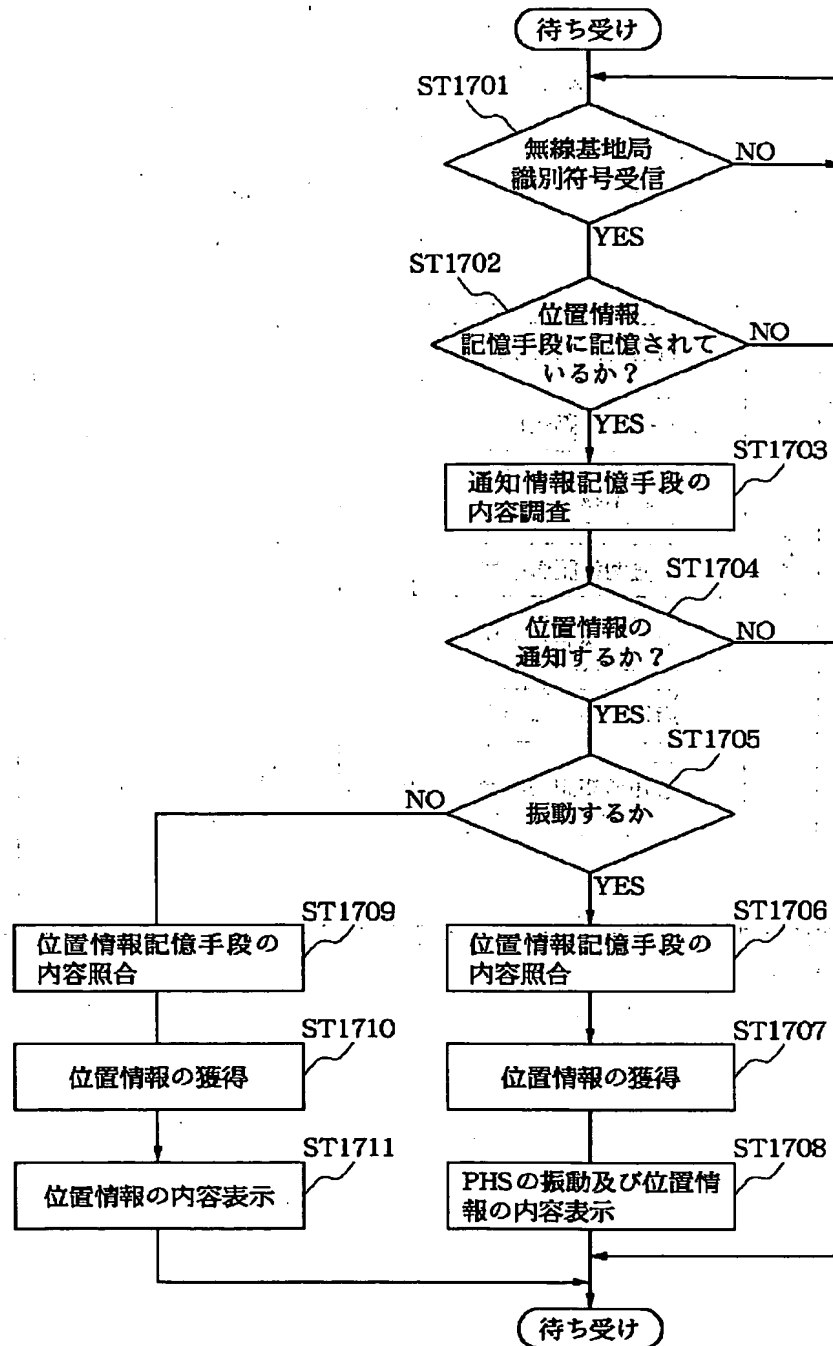 待ち受け
ST1701
無線基地局
識別符号受信
NO
YES
ST1702
位置情報
記憶手段に記憶されて
いるか？
NO
YES
ST1703
通知情報記憶手段の
内容調査
ST1704
位置情報の
通知するか？
NO
YES
ST1705
振動するか
NO
YES
ST1709
位置情報記憶手段の
内容照合
ST1706
位置情報記憶手段の
内容照合
ST1710
位置情報の獲得
ST1707
位置情報の獲得
ST1711
位置情報の内容表示
ST1708
PHSの振動及び位置情
報の内容表示
待ち受け